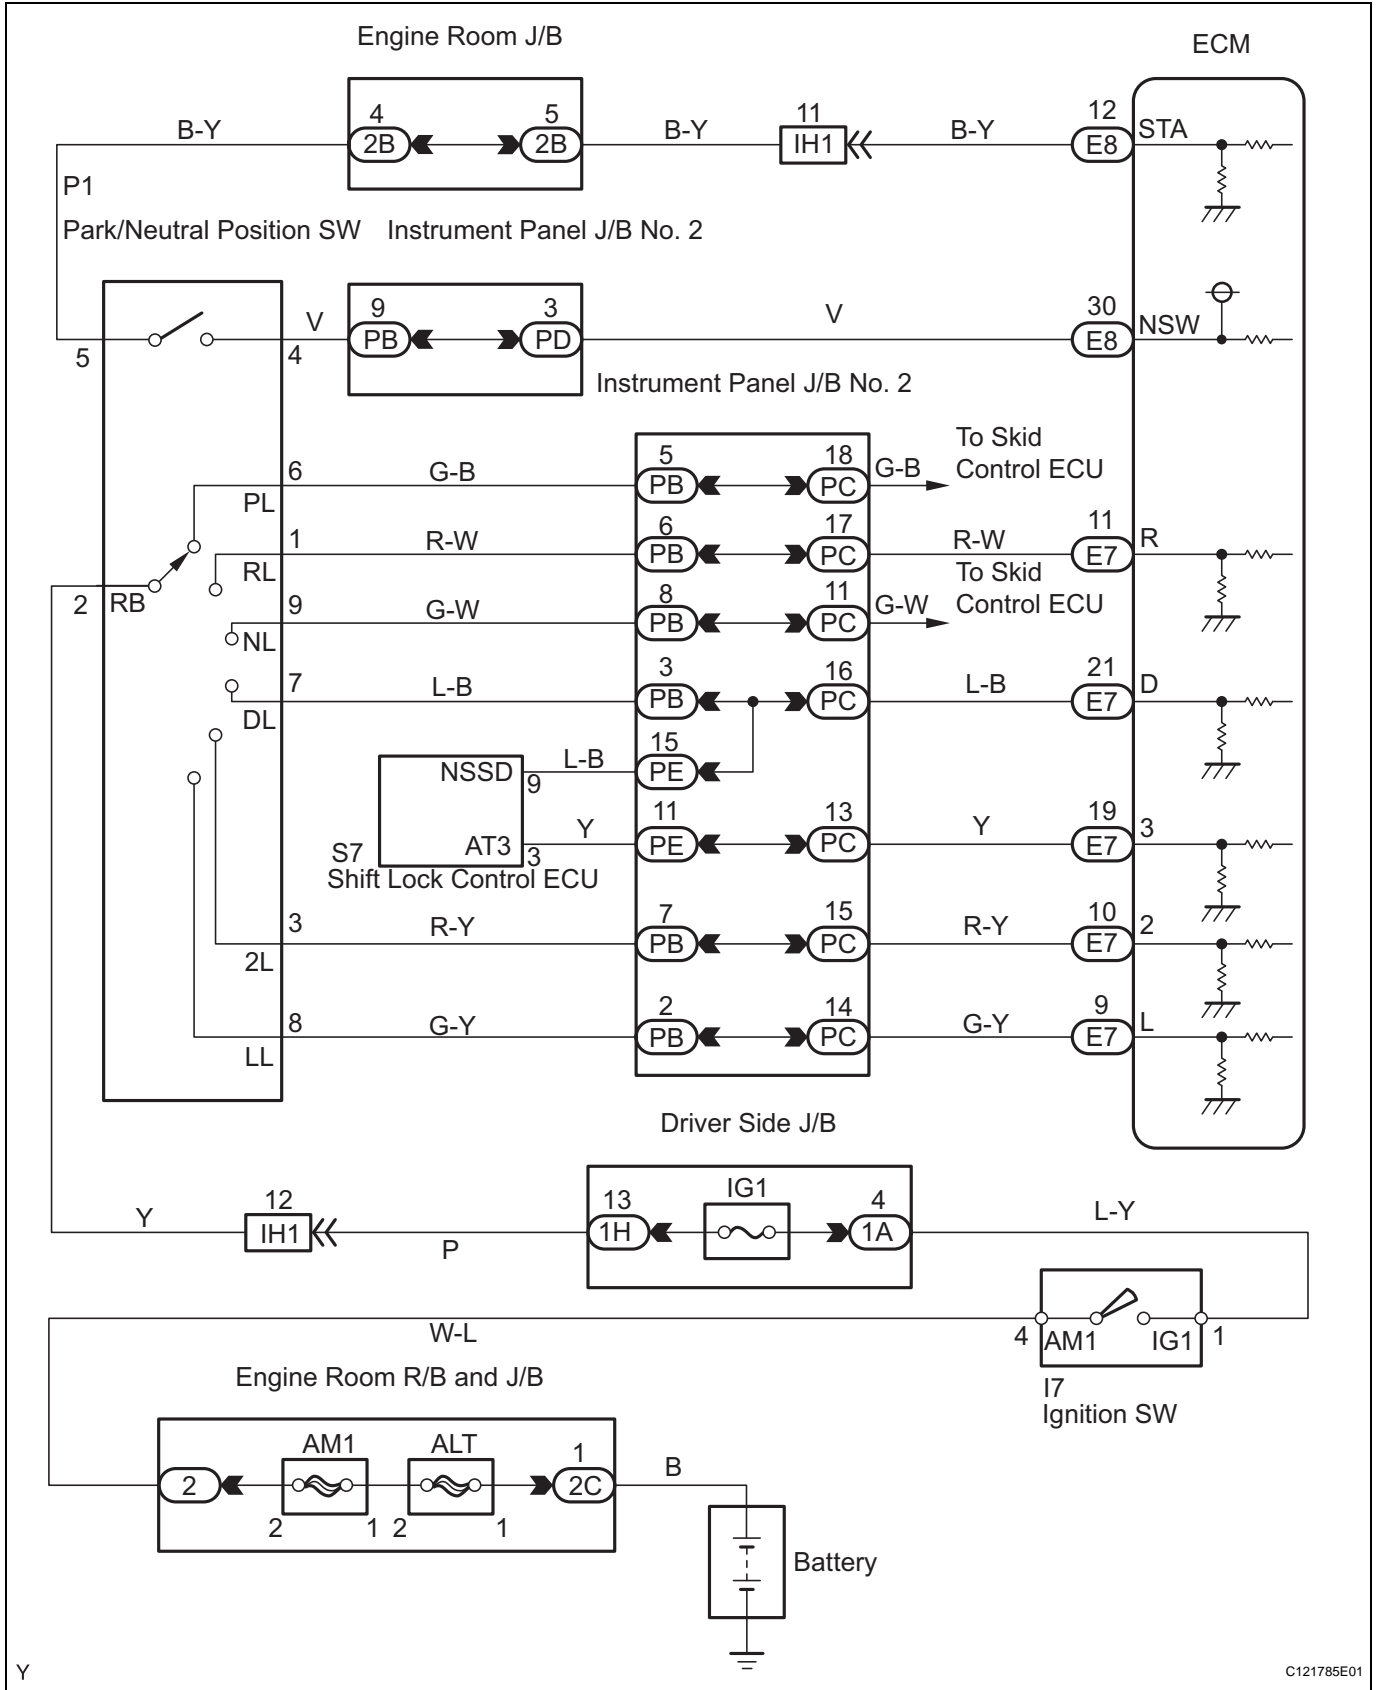 Engine Room J/B
ECM
B-Y
4
2B
5
2B
B-Y
11
IH1
B-Y
12
E8
STA
P1
Park/Neutral Position SW
Instrument Panel J/B No. 2
5
4
V
9
PB
3
PD
V
30
E8
NSW
Instrument Panel J/B No. 2
6
PL
G-B
5
PB
18
PC
G-B
To Skid
Control ECU
1
RL
R-W
6
PB
17
PC
R-W
11
E7
R
2
RB
9
NL
G-W
8
PB
11
PC
G-W
To Skid
Control ECU
7
DL
L-B
3
PB
16
PC
L-B
21
E7
D
NSSD
9
L-B
15
PE
AT3
3
Y
11
PE
13
PC
Y
19
E7
3
S7
Shift Lock Control ECU
3
2L
R-Y
7
PB
15
PC
R-Y
10
E7
2
8
LL
G-Y
2
PB
14
PC
G-Y
9
E7
L
Driver Side J/B
Y
12
IH1
P
13
1H
IG1
4
1A
L-Y
W-L
4
AM1
IG1
1
I7
Ignition SW
Engine Room R/B and J/B
2
AM1
2
1
ALT
2
1
1
2C
B
Battery
Y
C121785E01